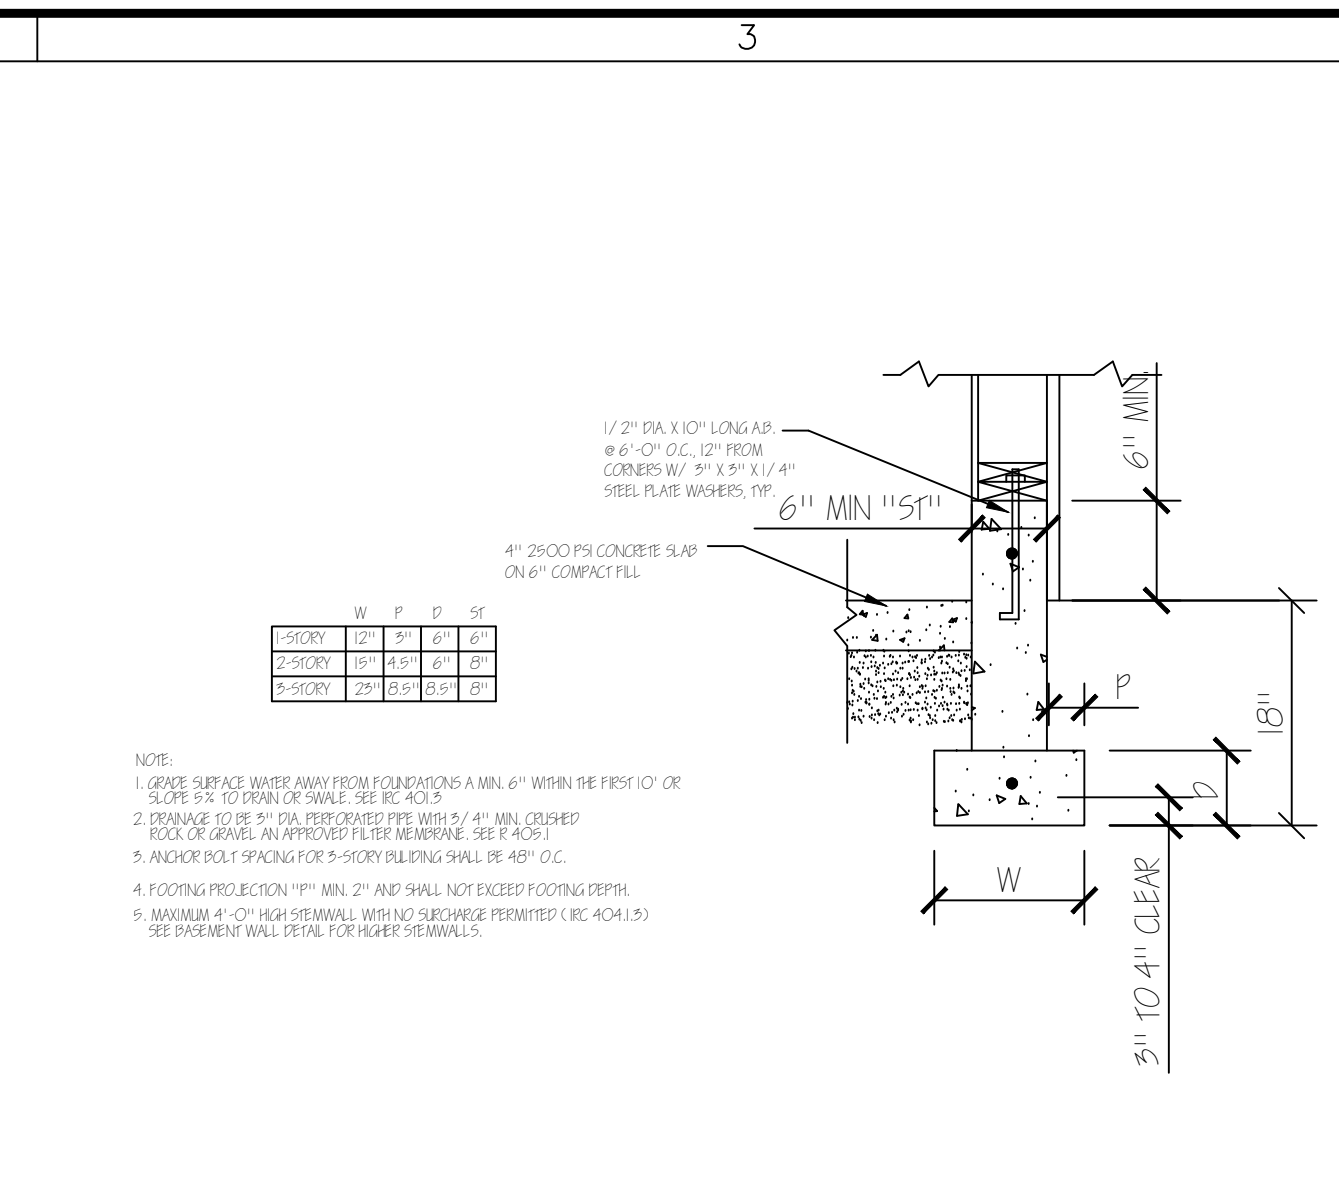 3
1/2" DIA. X 10" LONG A.B.
@ 6'-0" O.C., 12" FROM
CORNERS W/ 3" X 3" X 1/4"
STEEL PLATE WASHERS, TYP.
6" MIN.
6" MIN "ST"
4" 2500 PSI CONCRETE SLAB
ON 6" COMPACT FILL
W P D ST
1-STORY 12" 3" 6" 6"
2-STORY 15" 4.5" 6" 8"
3-STORY 23" 8.5" 8.5" 8"
P
18"
D
W
3" TO 4" CLEAR
NOTE:
1. GRADE SURFACE WATER AWAY FROM FOUNDATIONS A MIN. 6" WITHIN THE FIRST 10' OR
SLOPE 5% TO DRAIN OR SWALE. SEE IRC 401.3
2. DRAINAGE TO BE 3" DIA. PERFORATED PIPE WITH 3/4" MIN. CRUSHED
ROCK OR GRAVEL AN APPROVED FILTER MEMBRANE. SEE R 405.1
3. ANCHOR BOLT SPACING FOR 3-STORY BULIDING SHALL BE 48" O.C.
4. FOOTING PROJECTION "P" MIN. 2" AND SHALL NOT EXCEED FOOTING DEPTH.
5. MAXIMUM 4'-0" HIGH STEMWALL WITH NO SURCHARGE PERMITTED (IRC 404.1.3)
SEE BASEMENT WALL DETAIL FOR HIGHER STEMWALLS.